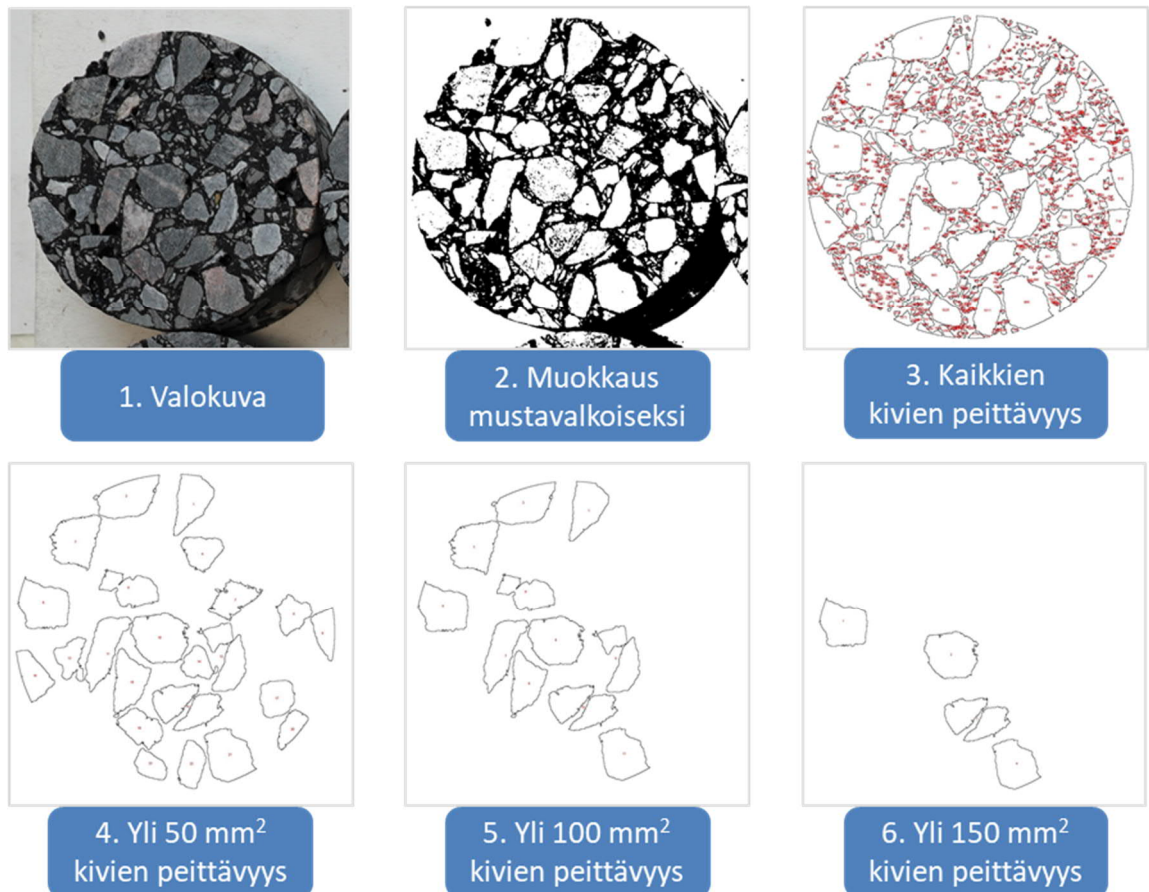 1. Valokuva
2. Muokkaus
mustavalkoiseksi
3. Kaikkien
kivien peittävyys
4. Yli 50 mm²
kivien peittävyys
5. Yli 100 mm²
kivien peittävyys
6. Yli 150 mm²
kivien peittävyys